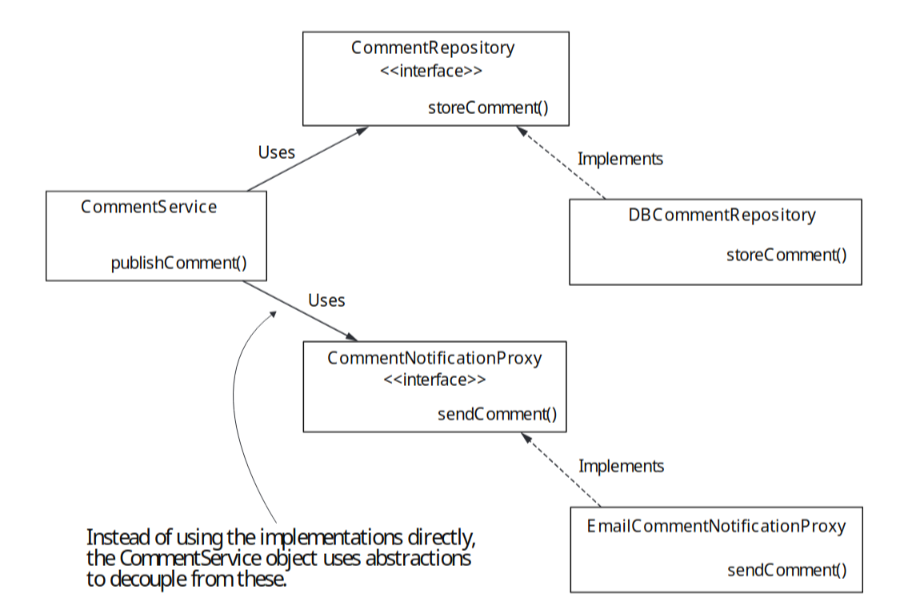 CommentRepository
<<interface>>
storeComment()
Uses
Implements
CommentService
publishComment()
DBCommentRepository
storeComment()
Uses
CommentNotificationProxy
<<interface>>
sendComment()
Implements
EmailCommentNotificationProxy
sendComment()
Instead of using the implementations directly,
the CommentService object uses abstractions
to decouple from these.